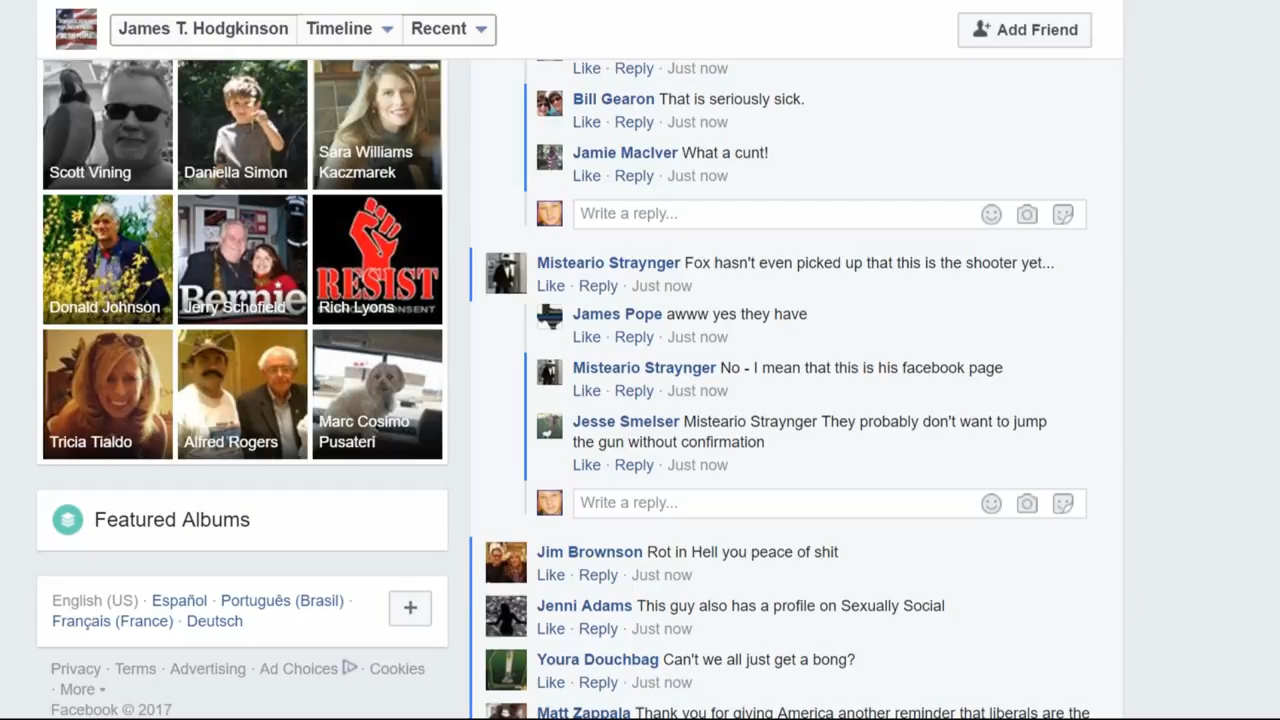 James T. Hodgkinson Timeline Recent
Add Friend
Scott Vining
Daniella Simon
Sara Williams
Kaczmarek
Donald Johnson
Bernie
Jerry Schofield
RESIST
Rich Lyons
Tricia Tialdo
Alfred Rogers
Marc Cosimo
Pusateri
Featured Albums
English (US) · Español · Português (Brasil) ·
Français (France) · Deutsch
+
Privacy · Terms · Advertising · Ad Choices · Cookies
· More
Facebook © 2017
Like · Reply · Just now
Bill Gearon That is seriously sick.
Like · Reply · Just now
Jamie MacIver What a cunt!
Like · Reply · Just now
Write a reply...
Misteario Straynger Fox hasn't even picked up that this is the shooter yet...
Like · Reply · Just now
James Pope awww yes they have
Like · Reply · Just now
Misteario Straynger No - I mean that this is his facebook page
Like · Reply · Just now
Jesse Smelser Misteario Straynger They probably don't want to jump
the gun without confirmation
Like · Reply · Just now
Write a reply...
Jim Brownson Rot in Hell you peace of shit
Like · Reply · Just now
Jenni Adams This guy also has a profile on Sexually Social
Like · Reply · Just now
Youra Douchbag Can't we all just get a bong?
Like · Reply · Just now
Matt Zappala Thank you for giving America another reminder that liberals are the